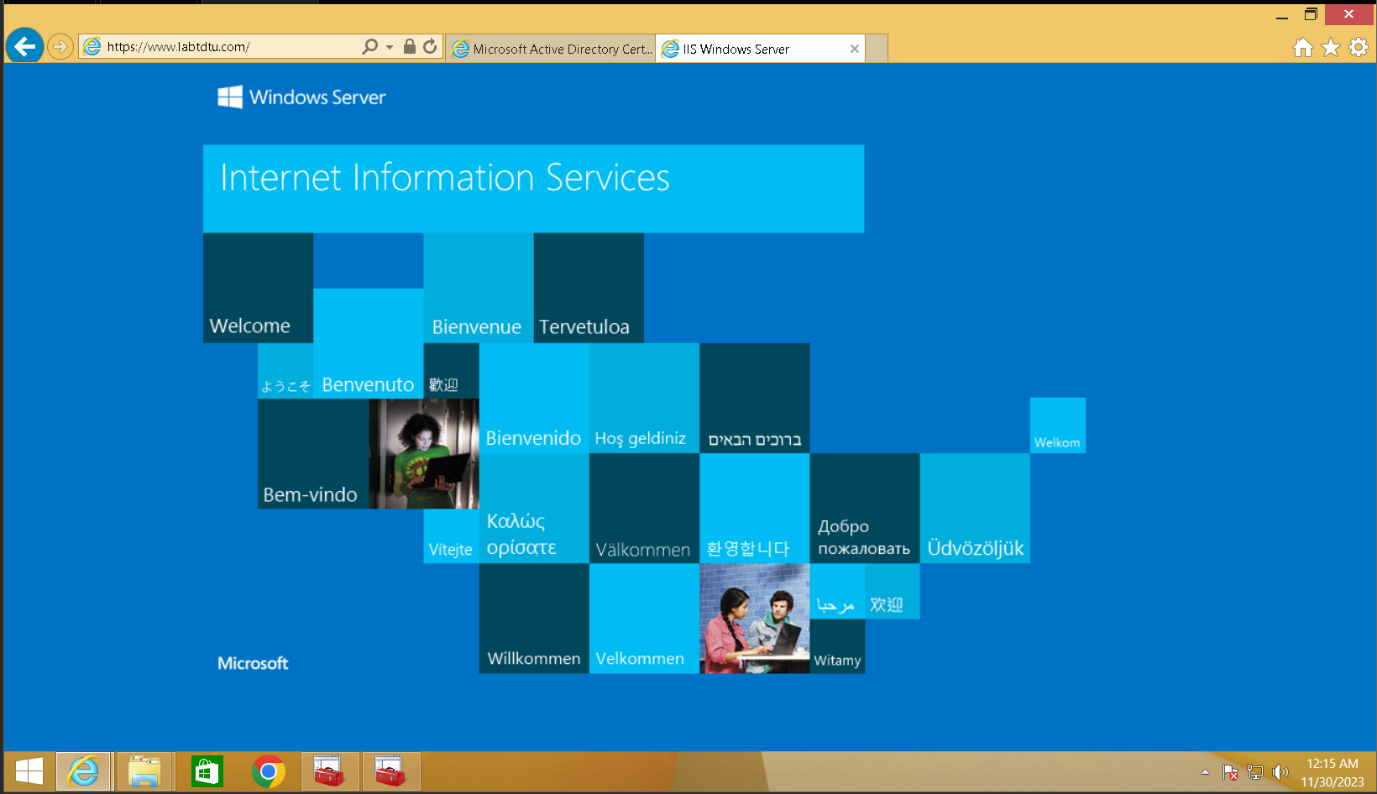 https://www.labtdtu.com/
Microsoft Active Directory Cert...
IIS Windows Server
Windows Server
Internet Information Services
Welcome
Bienvenue
Tervetuloa
ようこそ
Benvenuto
歡迎
Bienvenido
Hoş geldiniz
ברוכים הבאים
Welkom
Bem-vindo
Vítejte
Καλώς
ορίσατε
Välkommen
환영합니다
Добро
пожаловать
Üdvözöljük
مرحبا
欢迎
Microsoft
Willkommen
Velkommen
Witamy
12:15 AM
11/30/2023